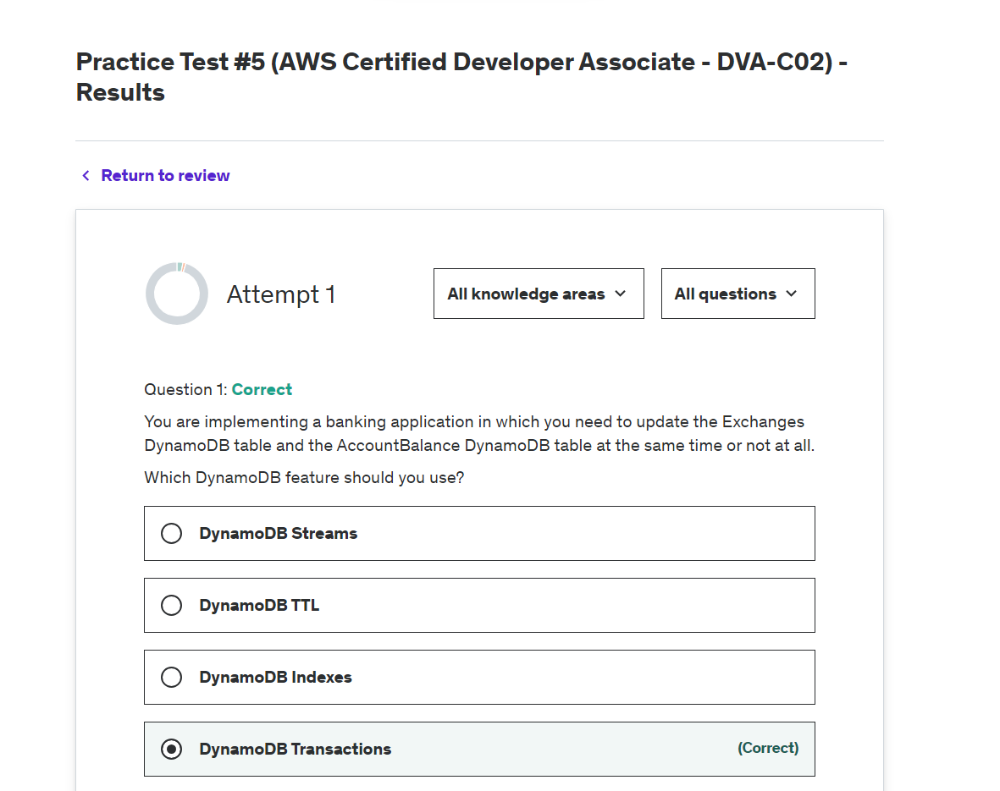 Practice Test #5 (AWS Certified Developer Associate - DVA-C02) -
Results
Return to review
Attempt 1
All knowledge areas
All questions
Question 1: Correct
You are implementing a banking application in which you need to update the Exchanges
DynamoDB table and the AccountBalance DynamoDB table at the same time or not at all.
Which DynamoDB feature should you use?
DynamoDB Streams
DynamoDB TTL
DynamoDB Indexes
DynamoDB Transactions (Correct)